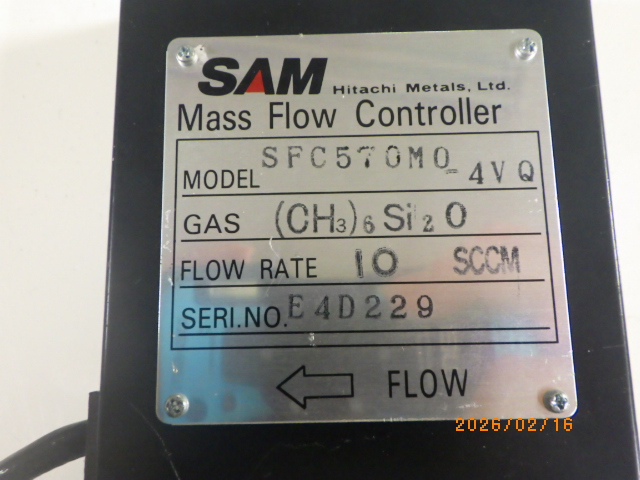 SAM Hitachi Metals, Ltd.
Mass Flow Controller
MODEL SFC570MO-4VQ
GAS (CH₃)₆Si₂O
FLOW RATE 10 SCCM
SERI.NO. E4D229
FLOW
2026/02/16